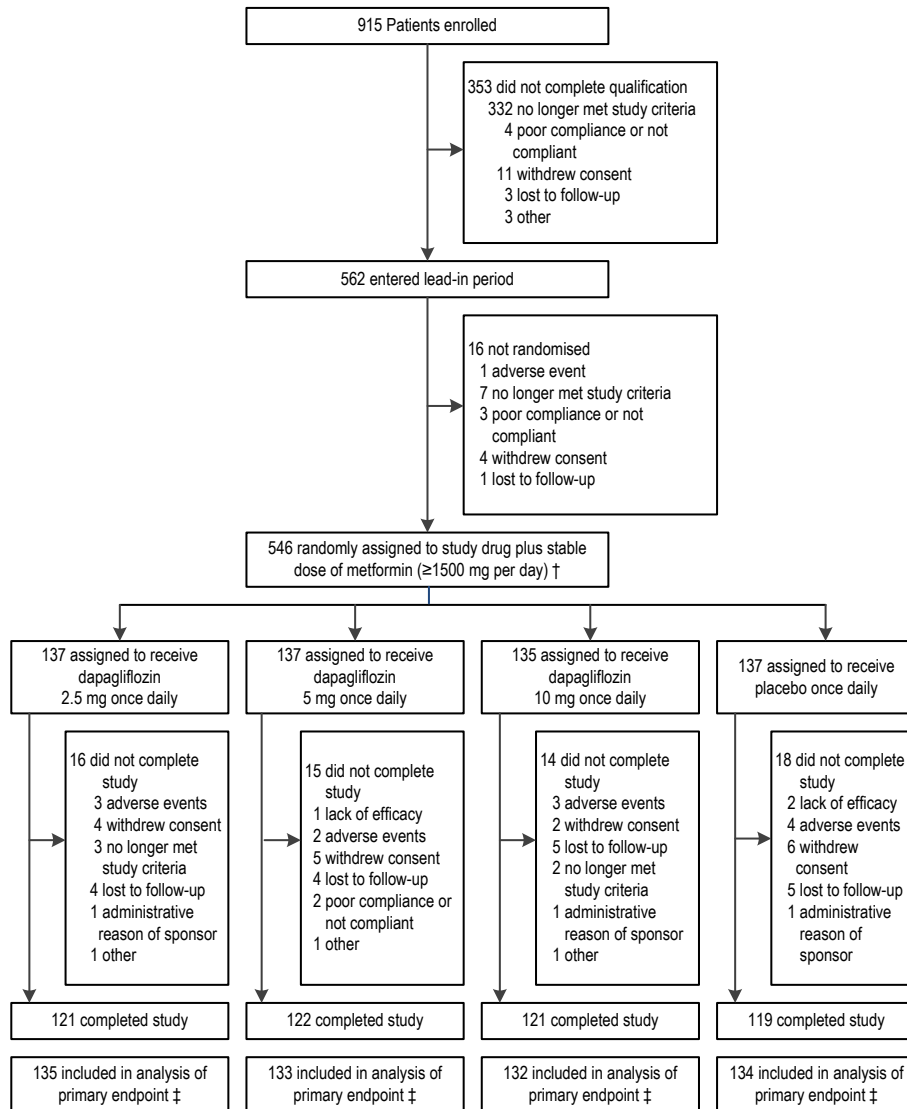 915 Patients enrolled
353 did not complete qualification
332 no longer met study criteria
4 poor compliance or not
compliant
11 withdrew consent
3 lost to follow-up
3 other
562 entered lead-in period
16 not randomised
1 adverse event
7 no longer met study criteria
3 poor compliance or not
compliant
4 withdrew consent
1 lost to follow-up
546 randomly assigned to study drug plus stable
dose of metformin (≥1500 mg per day) †
137 assigned to receive
dapagliflozin
2.5 mg once daily
137 assigned to receive
dapagliflozin
5 mg once daily
135 assigned to receive
dapagliflozin
10 mg once daily
137 assigned to receive
placebo once daily
16 did not complete
study
3 adverse events
4 withdrew consent
3 no longer met
study criteria
4 lost to follow-up
1 administrative
reason of sponsor
1 other
15 did not complete
study
1 lack of efficacy
2 adverse events
5 withdrew consent
4 lost to follow-up
2 poor compliance or
not compliant
1 other
14 did not complete
study
3 adverse events
2 withdrew consent
5 lost to follow-up
2 no longer met
study criteria
1 administrative
reason of sponsor
1 other
18 did not complete
study
2 lack of efficacy
4 adverse events
6 withdrew
consent
5 lost to follow-up
1 administrative
reason of
sponsor
121 completed study
122 completed study
121 completed study
119 completed study
135 included in analysis of
primary endpoint ‡
133 included in analysis of
primary endpoint ‡
132 included in analysis of
primary endpoint ‡
134 included in analysis of
primary endpoint ‡